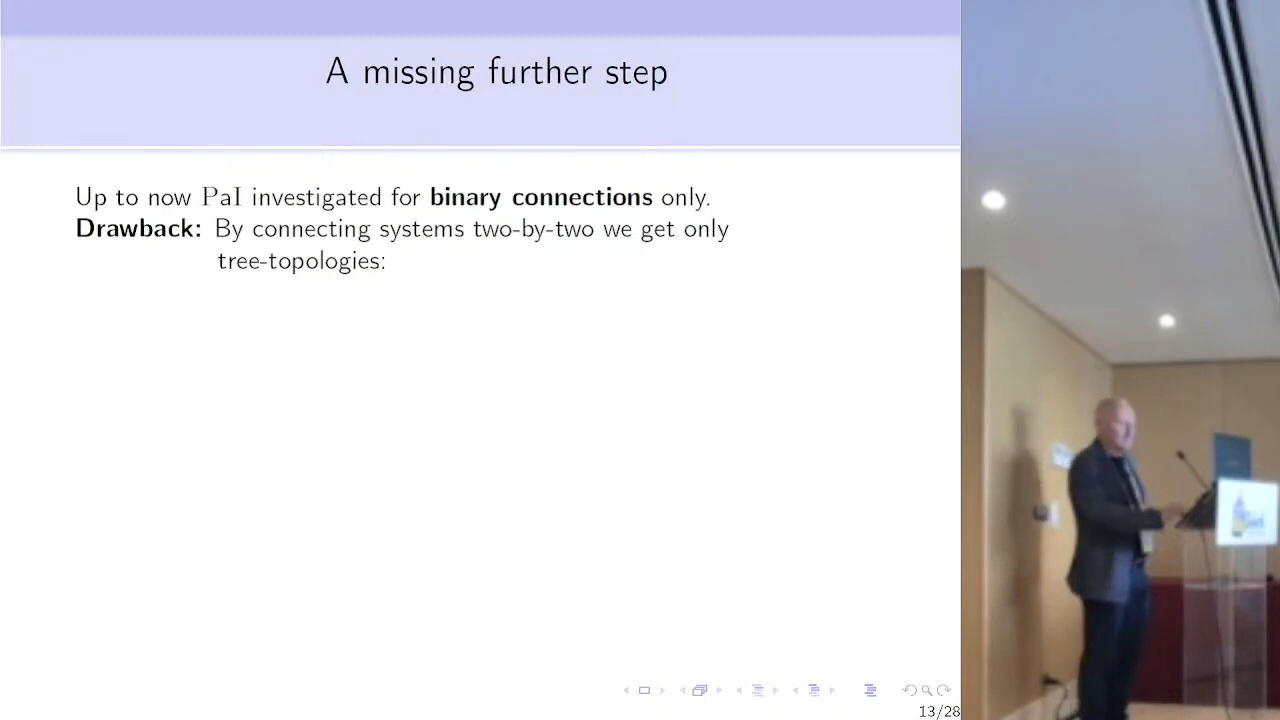 A missing further step
Up to now PaI investigated for binary connections only.
Drawback: By connecting systems two-by-two we get only
tree-topologies:
13/28